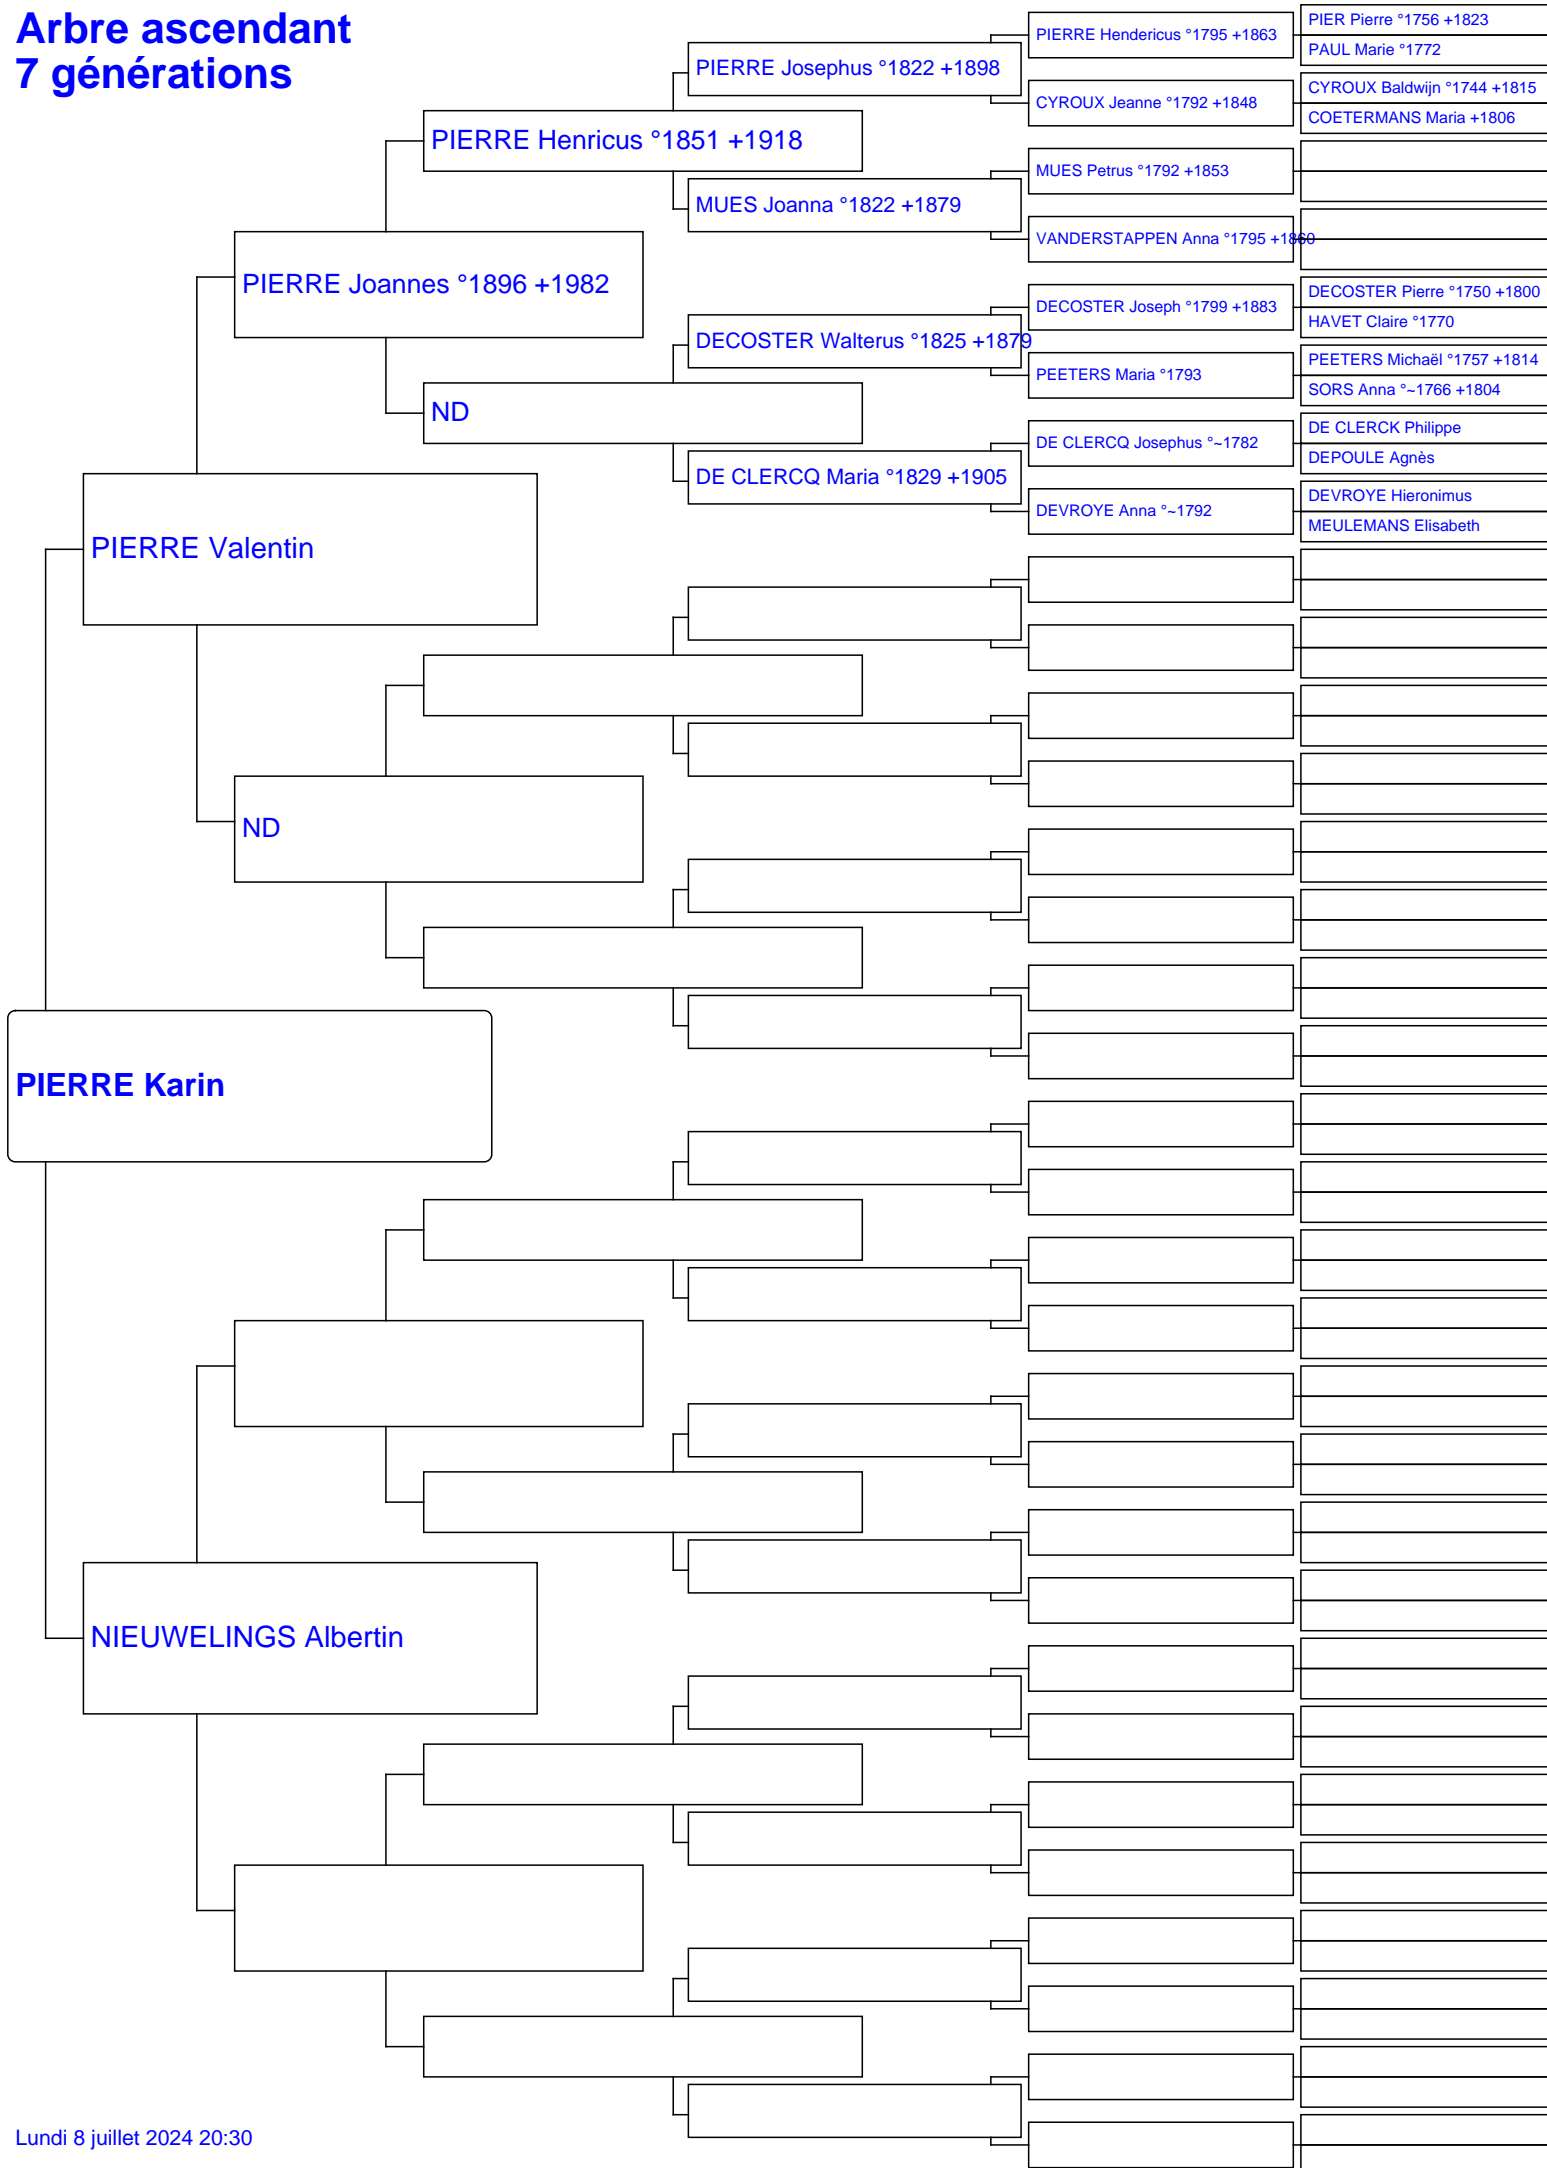 Arbre ascendant
7 générations
PIER Pierre °1756 +1823
PIERRE Hendericus °1795 +1863
PAUL Marie °1772
PIERRE Josephus °1822 +1898
CYROUX Baldwijn °1744 +1815
CYROUX Jeanne °1792 +1848
COETERMANS Maria +1806
PIERRE Henricus °1851 +1918
MUES Petrus °1792 +1853
MUES Joanna °1822 +1879
VANDERSTAPPEN Anna °1795 +1860
PIERRE Joannes °1896 +1982
DECOSTER Pierre °1750 +1800
DECOSTER Joseph °1799 +1883
HAVET Claire °1770
DECOSTER Walterus °1825 +1879
PEETERS Michaël °1757 +1814
PEETERS Maria °1793
SORS Anna °~1766 +1804
ND
DE CLERCK Philippe
DE CLERCQ Josephus °~1782
DEPOULE Agnès
DE CLERCQ Maria °1829 +1905
DEVROYE Hieronimus
DEVROYE Anna °~1792
MEULEMANS Elisabeth
PIERRE Valentin
ND
PIERRE Karin
NIEUWELINGS Albertin
Lundi 8 juillet 2024 20:30